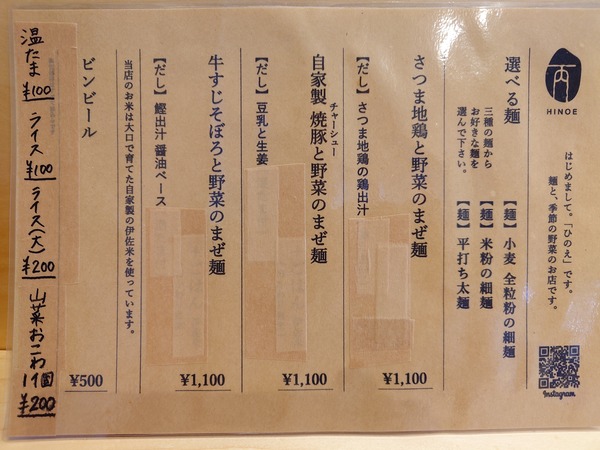 丙
HINOE
はじめまして。「ひのえ」です。
麺と、季節の野菜のお店です。
Instagram
選べる麺
三種の麺から
お好きな麺を
選んで下さい。
【麺】小麦 全粒粉の細麺
【麺】米粉の細麺
【麺】平打ち太麺
さつま地鶏と野菜のまぜ麺
【だし】さつま地鶏の鶏出汁
¥1,100
チャーシュー
自家製 焼豚と野菜のまぜ麺
【だし】豆乳と生姜
¥1,100
牛すじそぼろと野菜のまぜ麺
【だし】鰹出汁 醤油ベース
¥1,100
当店のお米は大口で育てた自家製の伊佐米を使っています。
ビンビール
¥500
温たま
¥100
ライス
¥100
ライス(大)
¥200
山菜おこわ
1個
¥200